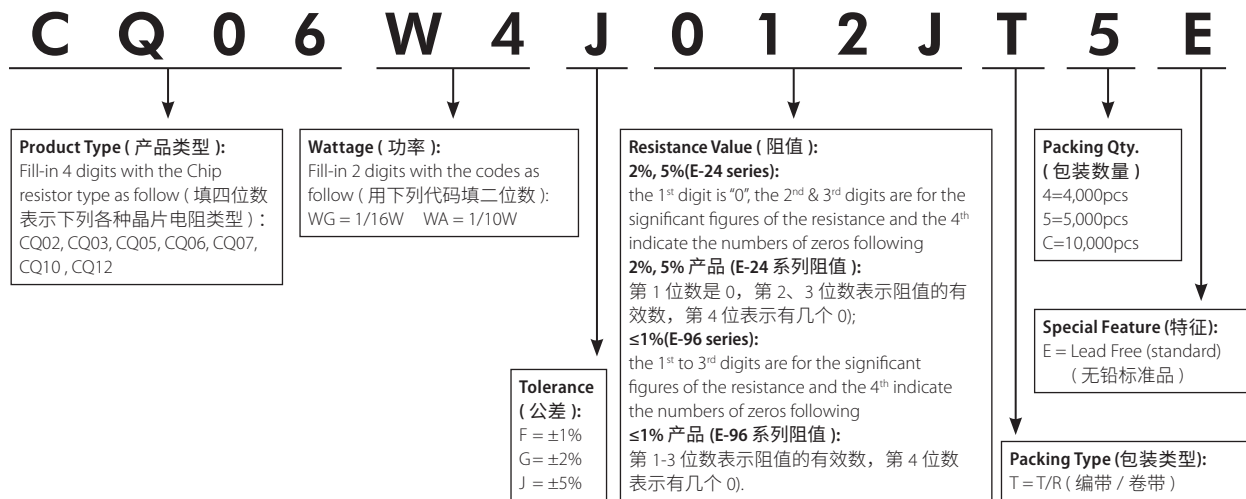 C Q 0 6 W 4 J 0 1 2 J T 5 E
Product Type ( 产品类型 ):
Fill-in 4 digits with the Chip
resistor type as follow ( 填四位数
表示下列各种晶片电阻类型 ) :
CQ02, CQ03, CQ05, CQ06, CQ07,
CQ10 , CQ12
Wattage ( 功率 ):
Fill-in 2 digits with the codes as
follow ( 用下列代码填二位数 ):
WG = 1/16W WA = 1/10W
Tolerance
( 公差 ):
F = ±1%
G= ±2%
J = ±5%
Resistance Value ( 阻值 ):
2%, 5%(E-24 series):
the 1st digit is “0”, the 2nd & 3rd digits are for the
significant figures of the resistance and the 4th
indicate the numbers of zeros following
2%, 5% 产品 (E-24 系列阻值 ):
第 1 位数是 0，第 2、3 位数表示阻值的有
效数，第 4 位表示有几个 0);
≤1%(E-96 series):
the 1st to 3rd digits are for the significant
figures of the resistance and the 4th indicate
the numbers of zeros following
≤1% 产品 (E-96 系列阻值 ):
第 1-3 位数表示阻值的有效数，第 4 位数
表示有几个 0).
Packing Type (包装类型):
T = T/R ( 编带 / 卷带 )
Packing Qty.
( 包装数量 )
4=4,000pcs
5=5,000pcs
C=10,000pcs
Special Feature (特征):
E = Lead Free (standard)
( 无铅标准品 )